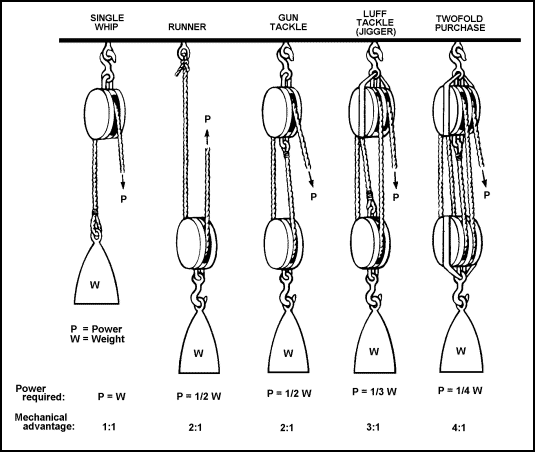 SINGLE WHIP
RUNNER
GUN TACKLE
LUFF TACKLE (JIGGER)
TWOFOLD PURCHASE
P
P
P
P
P
W
P = Power
W = Weight
W
W
W
W
Power required: P = W P = 1/2 W P = 1/2 W P = 1/3 W P = 1/4 W
Mechanical advantage: 1:1 2:1 2:1 3:1 4:1